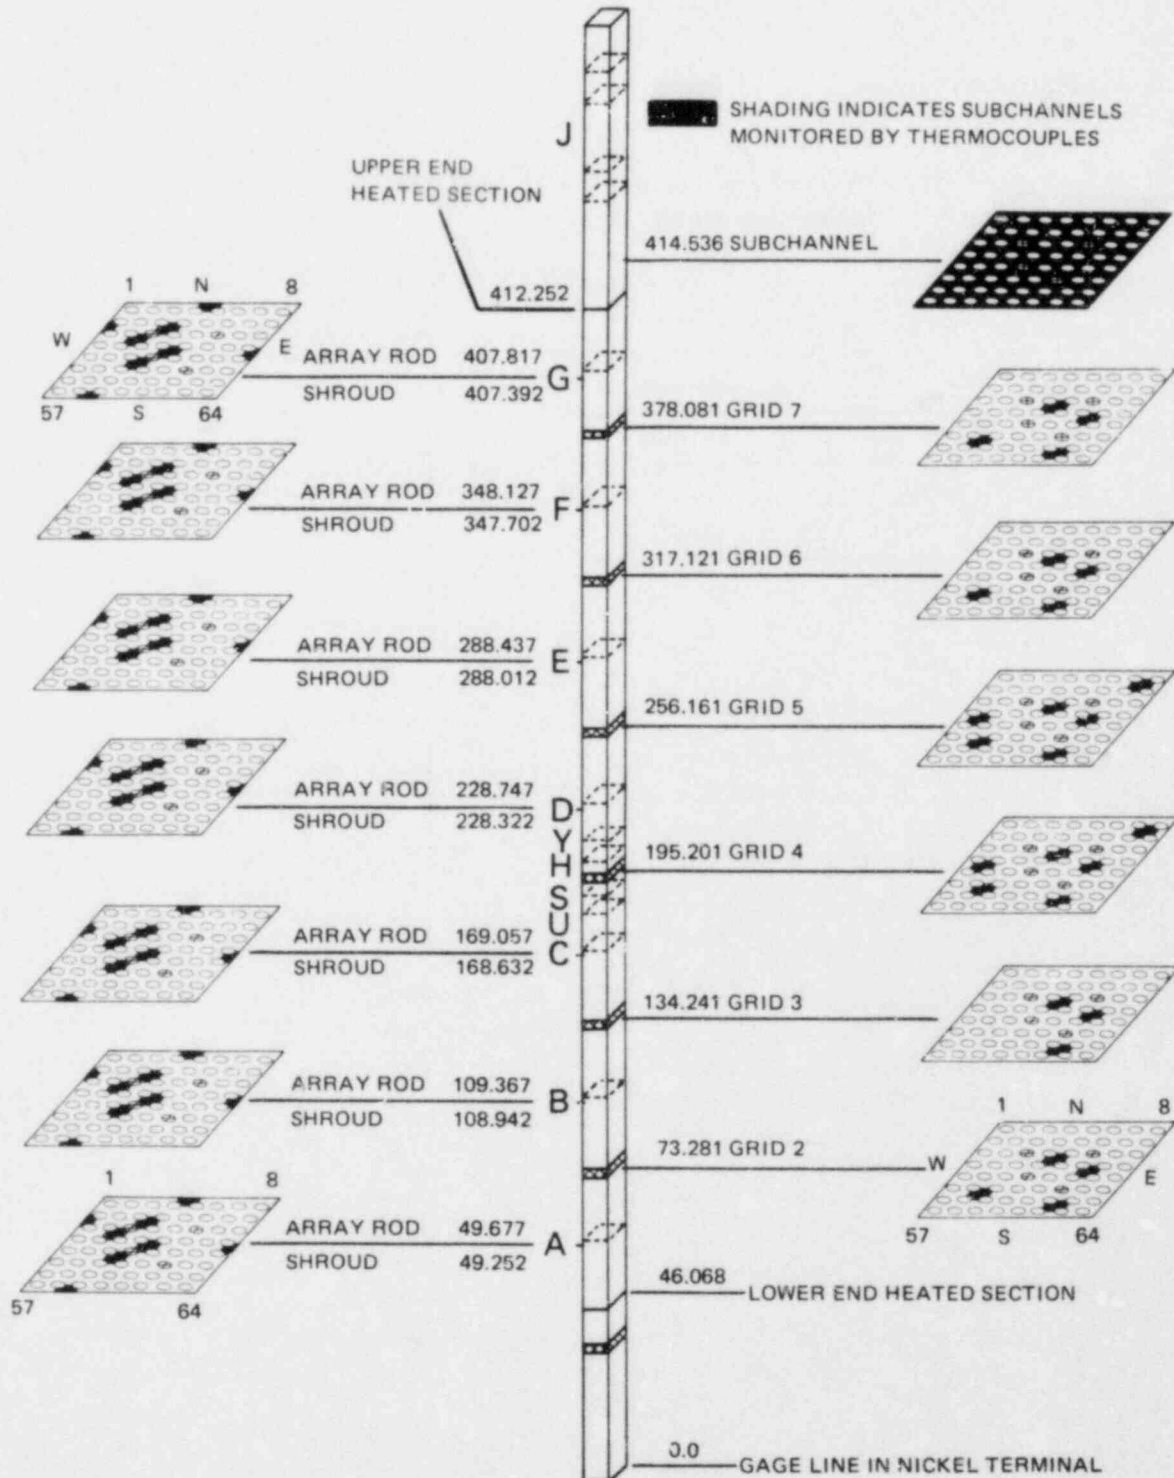 SHADING INDICATES SUBCHANNELS
MONITORED BY THERMOCOUPLES
J
UPPER END
HEATED SECTION
414.536 SUBCHANNEL
412.252
1 N 8
W E
57 S 64
ARRAY ROD 407.817
SHROUD 407.392
G
378.081 GRID 7
ARRAY ROD 348.127
SHROUD 347.702
F
317.121 GRID 6
ARRAY ROD 288.437
SHROUD 288.012
E
256.161 GRID 5
ARRAY ROD 228.747
SHROUD 228.322
D
Y
H
195.201 GRID 4
S
U
ARRAY ROD 169.057
SHROUD 168.632
C
134.241 GRID 3
ARRAY ROD 109.367
SHROUD 108.942
B
1 N
W E
57 S 64
73.281 GRID 2
1 8
57 64
ARRAY ROD 49.677
SHROUD 49.252
A
46.068
LOWER END HEATED SECTION
0.0
GAGE LINE IN NICKEL TERMINAL